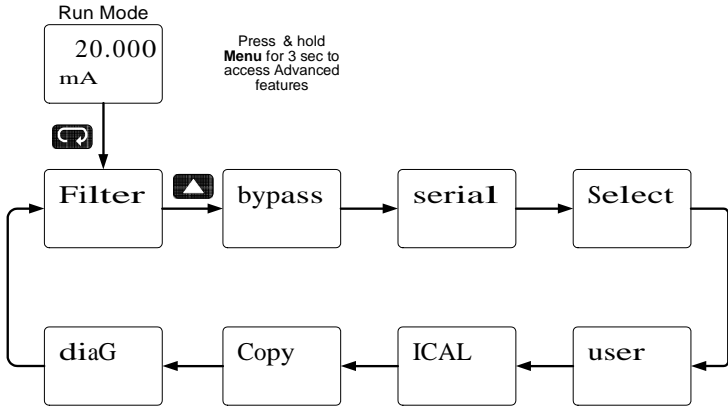 Run Mode
20.000
mA
Press & hold
Menu for 3 sec to
access Advanced
features
Filter
bypass
serial
Select
diaG
Copy
ICAL
user